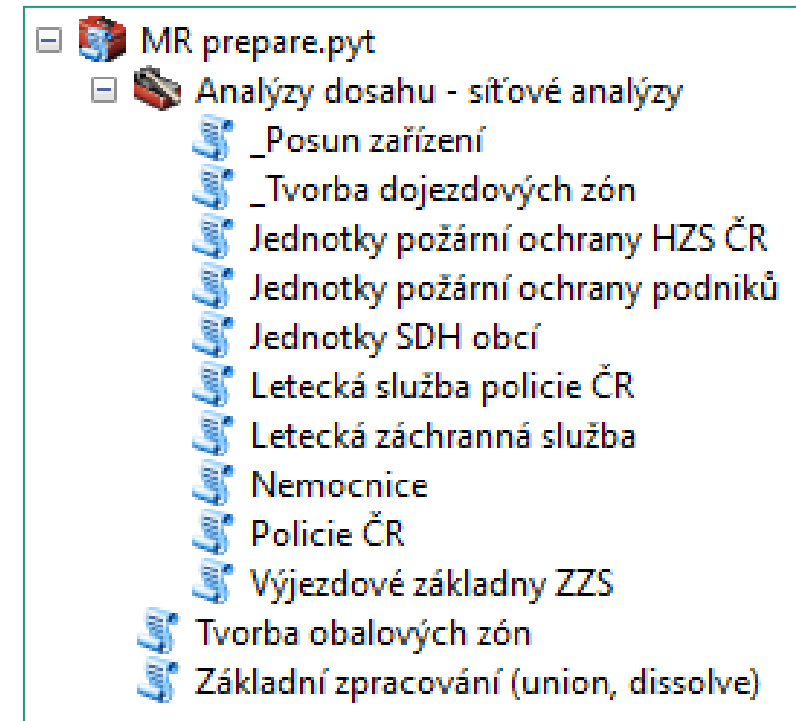 MR prepare.pyt
Analýzy dosahu - síťové analýzy
_Posun zařízení
_Tvorba dojezdových zón
Jednotky požární ochrany HZS ČR
Jednotky požární ochrany podniků
Jednotky SDH obcí
Letecká služba policie ČR
Letecká záchranná služba
Nemocnice
Policie ČR
Výjezdové základny ZZS
Tvorba obalových zón
Základní zpracování (union, dissolve)